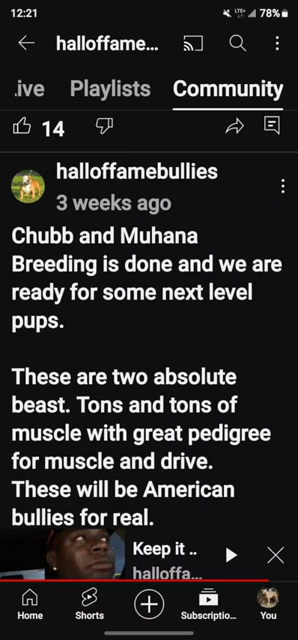 12:21
LTE+
78%
halloffame...
.ive Playlists Community
14
halloffamebullies
3 weeks ago
Chubb and Muhana
Breeding is done and we are
ready for some next level
pups.
These are two absolute
beast. Tons and tons of
muscle with great pedigree
for muscle and drive.
These will be American
bullies for real.
Keep it ..
halloffa...
Home
Shorts
Subscriptio...
You